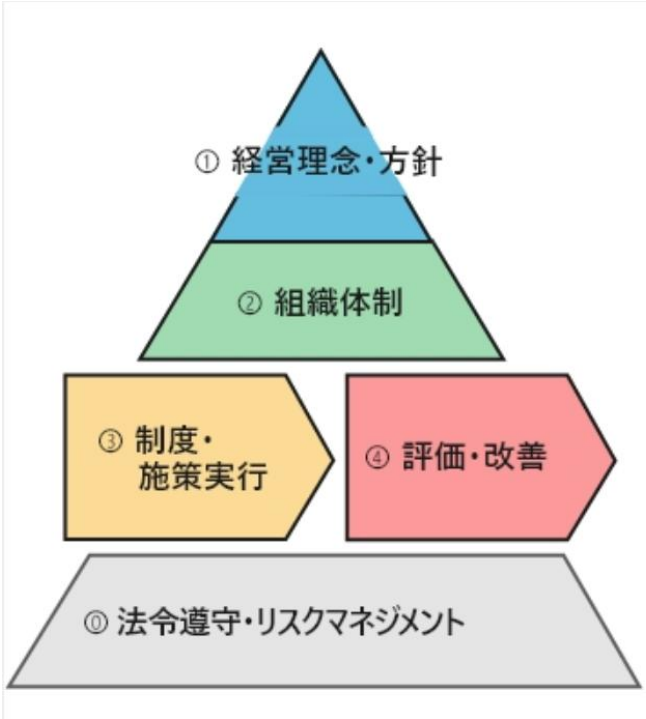 ① 経営理念・方針
② 組織体制
③ 制度・
施策実行
④ 評価・改善
⓪ 法令遵守・リスクマネジメント